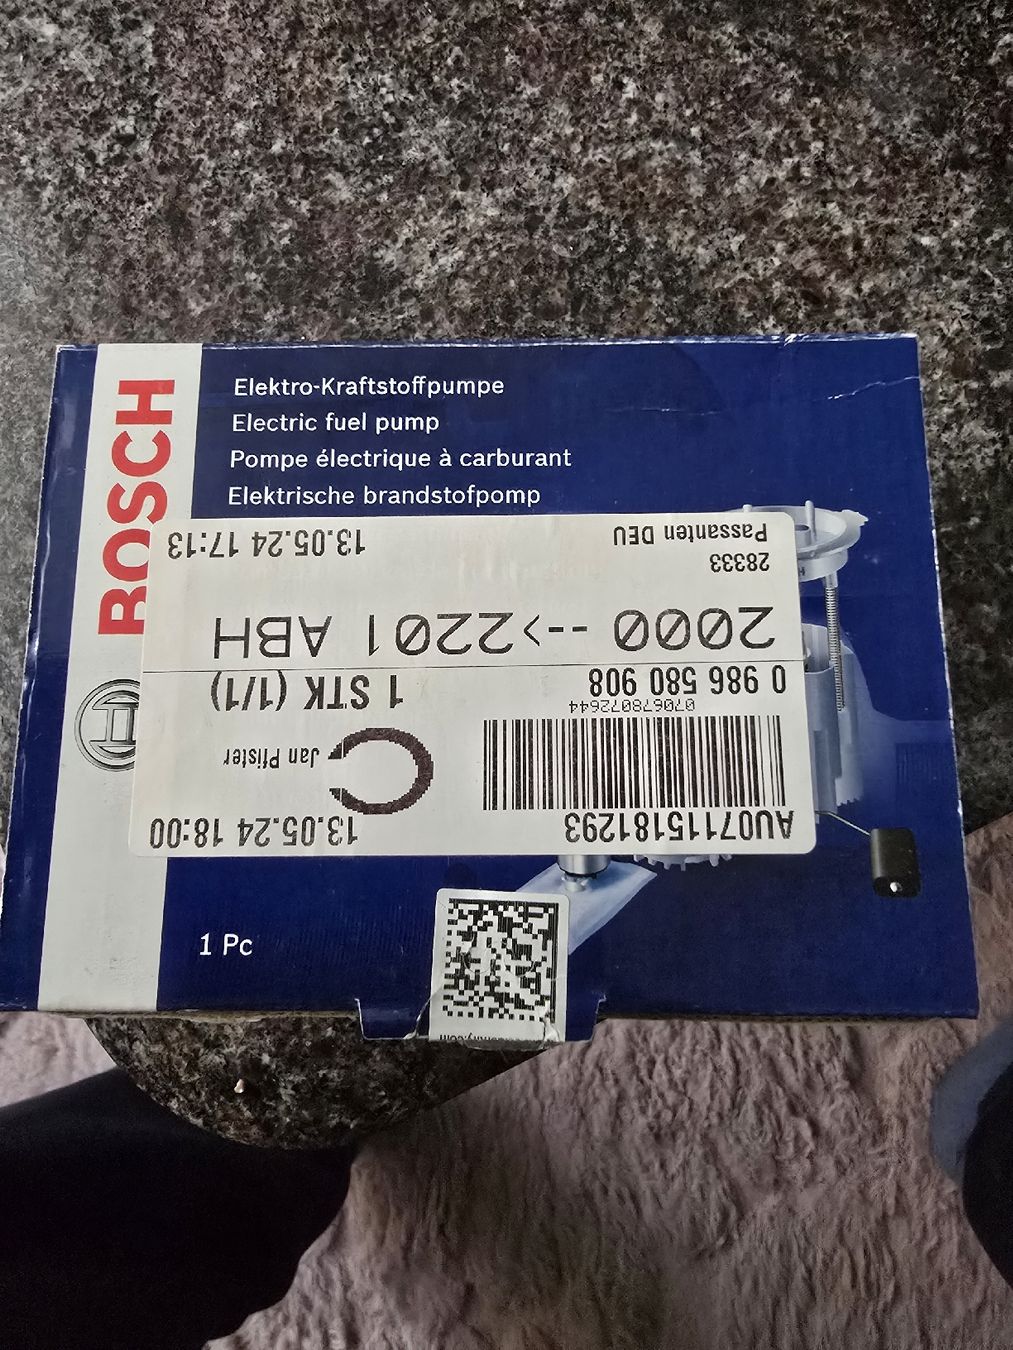 BOSCH
Elektro-Kraftstoffpumpe
Electric fuel pump
Pompe électrique à carburant
Elektrische brandstofpomp
AU07115181293 13.05.24 18:00
C Jan Pfister
070678072644
0 986 580 908 1 STK (1/1)
2000 -->2201 ABH
28333
Passanten DEU 13.05.24 17:13
1 Pc